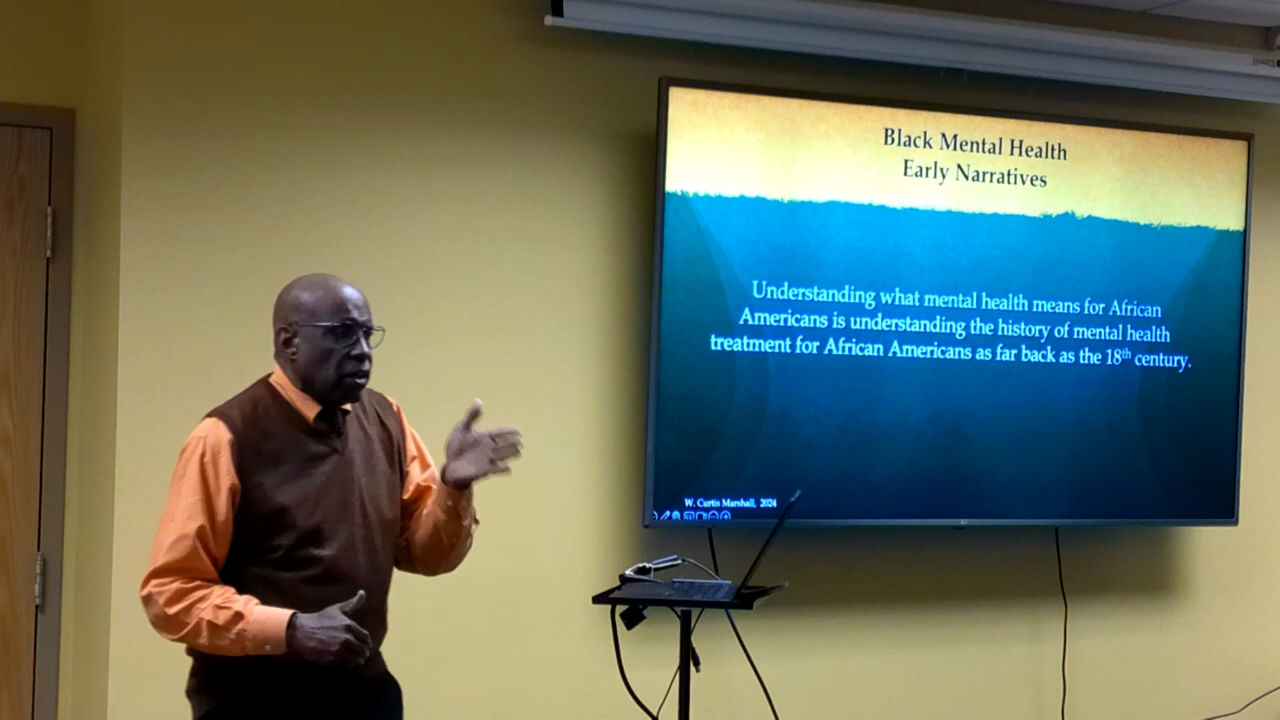 Black Mental Health
Early Narratives
Understanding what mental health means for African
Americans is understanding the history of mental health
treatment for African Americans as far back as the 18th century.
W. Curtis Marshall, 2024